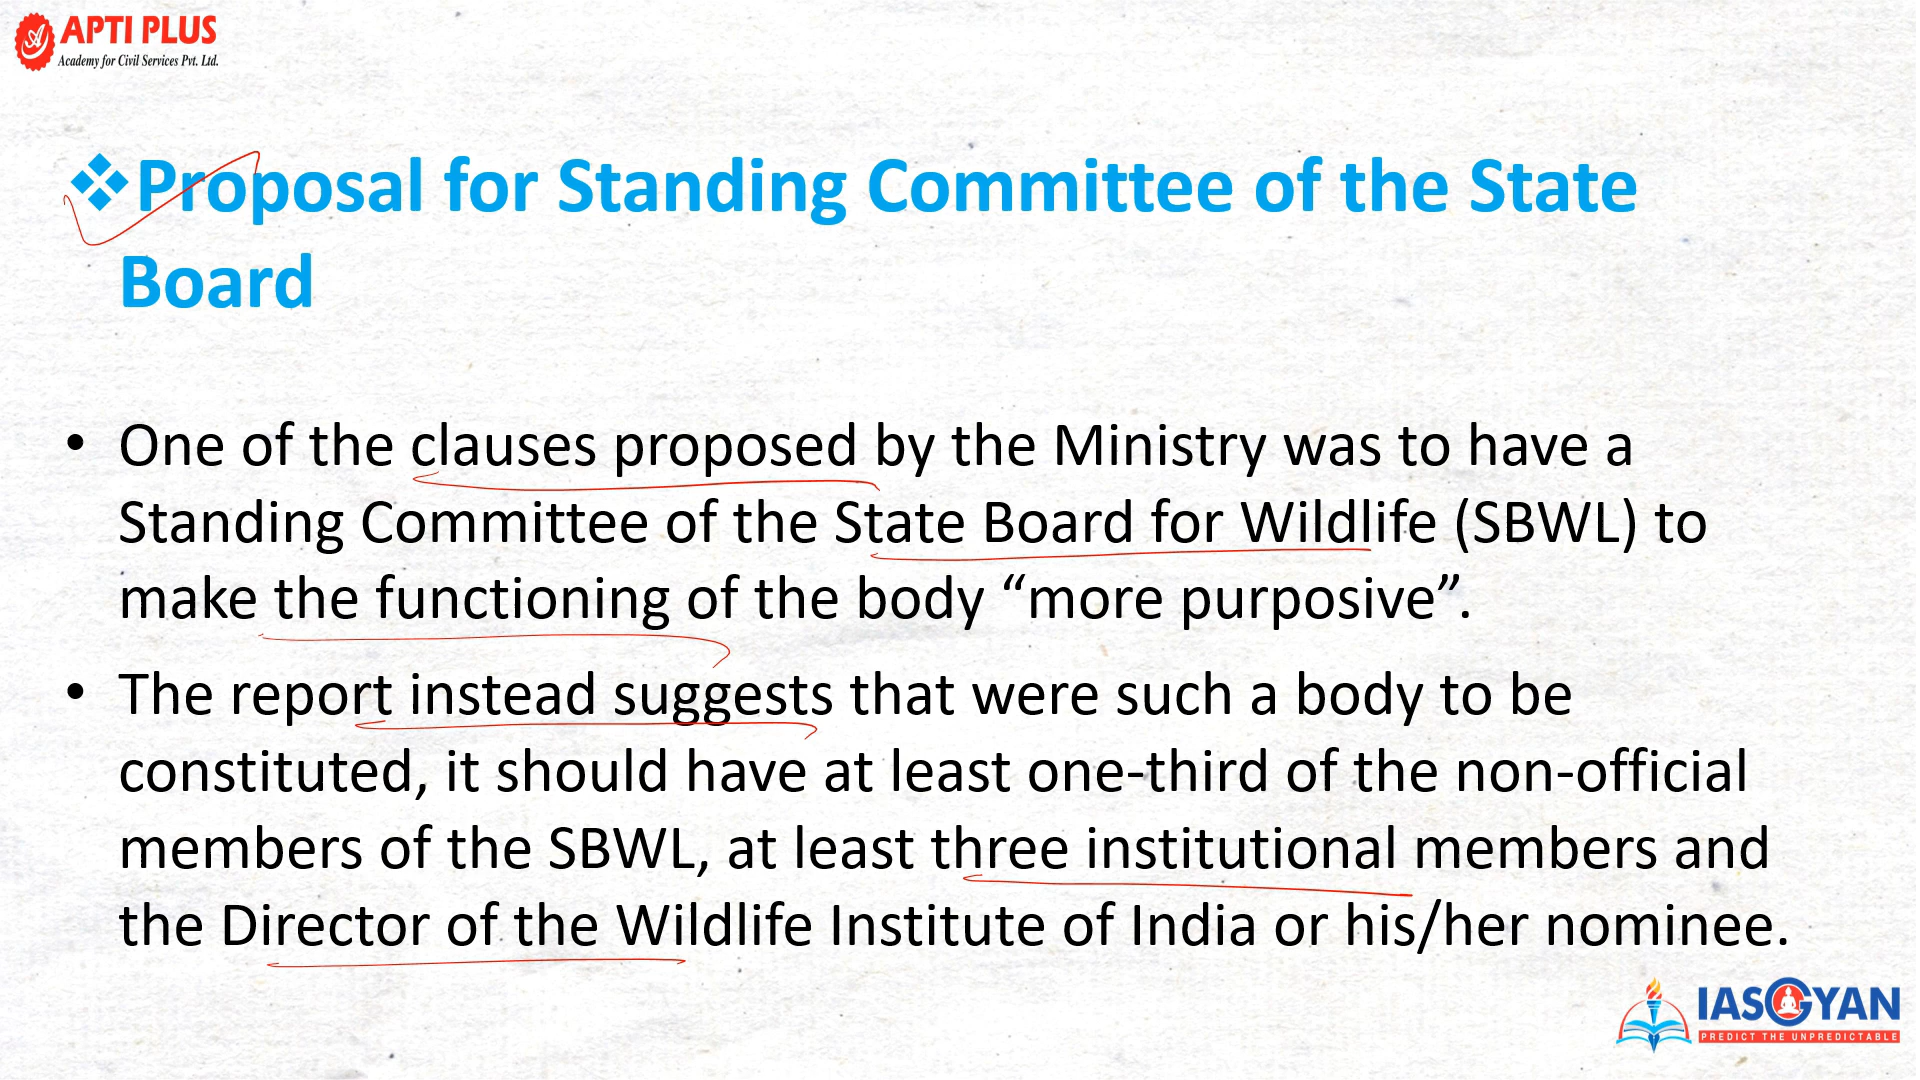 APTI PLUS
Academy for Civil Services Pvt. Ltd.
❖Proposal for Standing Committee of the State
Board
• One of the clauses proposed by the Ministry was to have a
Standing Committee of the State Board for Wildlife (SBWL) to
make the functioning of the body “more purposive”.
• The report instead suggests that were such a body to be
constituted, it should have at least one-third of the non-official
members of the SBWL, at least three institutional members and
the Director of the Wildlife Institute of India or his/her nominee.
IASGYAN
PREDICT THE UNPREDICTABLE